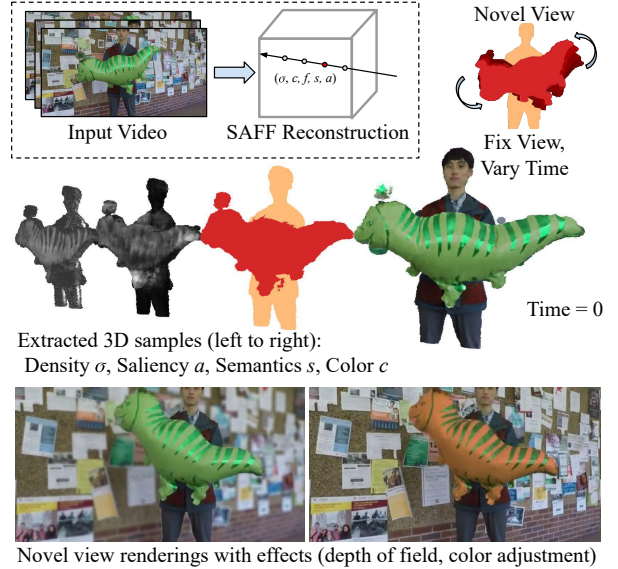 Input Video
SAFF Reconstruction
(σ, c, f, s, a)
Novel View
Fix View,
Vary Time
Time = 0
Extracted 3D samples (left to right):
Density σ, Saliency a, Semantics s, Color c
Novel view renderings with effects (depth of field, color adjustment)